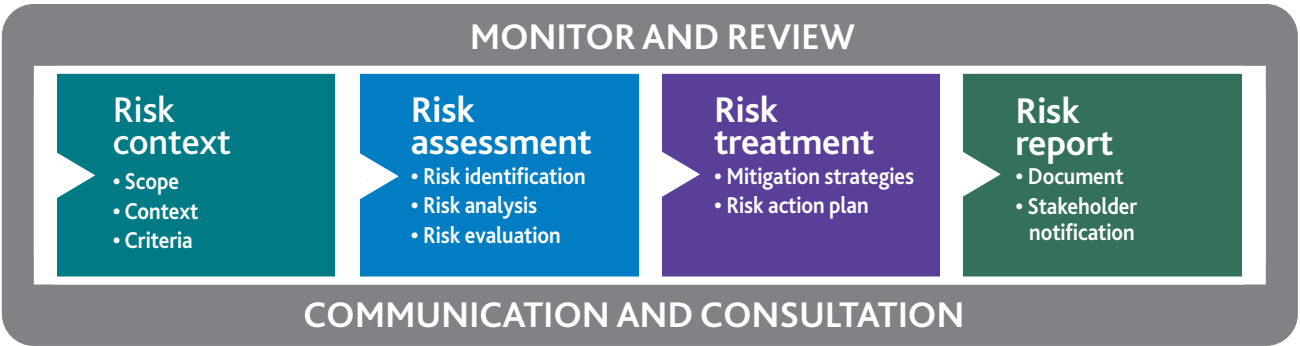 MONITOR AND REVIEW
Risk
context
• Scope
• Context
• Criteria
Risk
assessment
• Risk identification
• Risk analysis
• Risk evaluation
Risk
treatment
• Mitigation strategies
• Risk action plan
Risk
report
• Document
• Stakeholder
notification
COMMUNICATION AND CONSULTATION